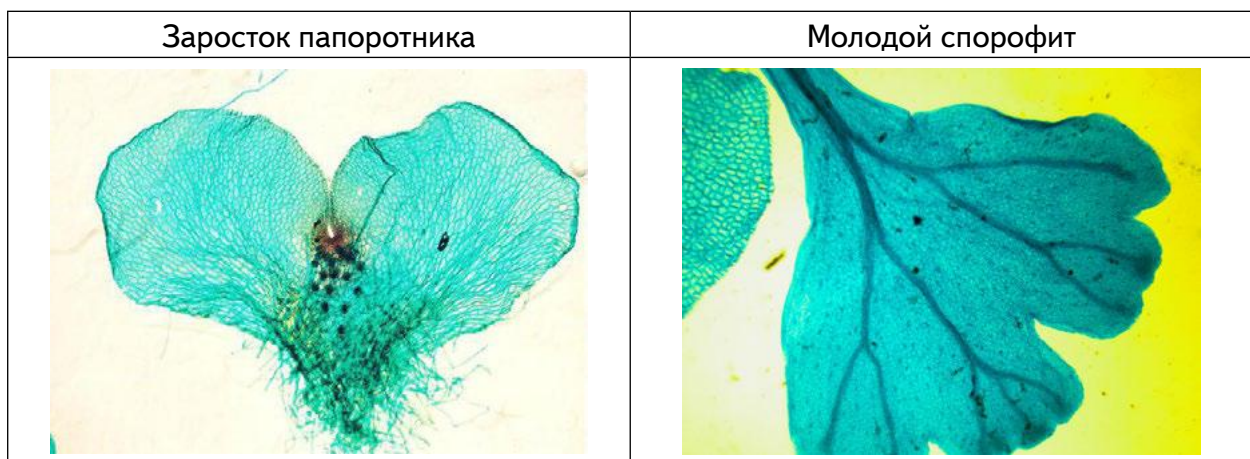 Заросток папоротника
Молодой спорофит